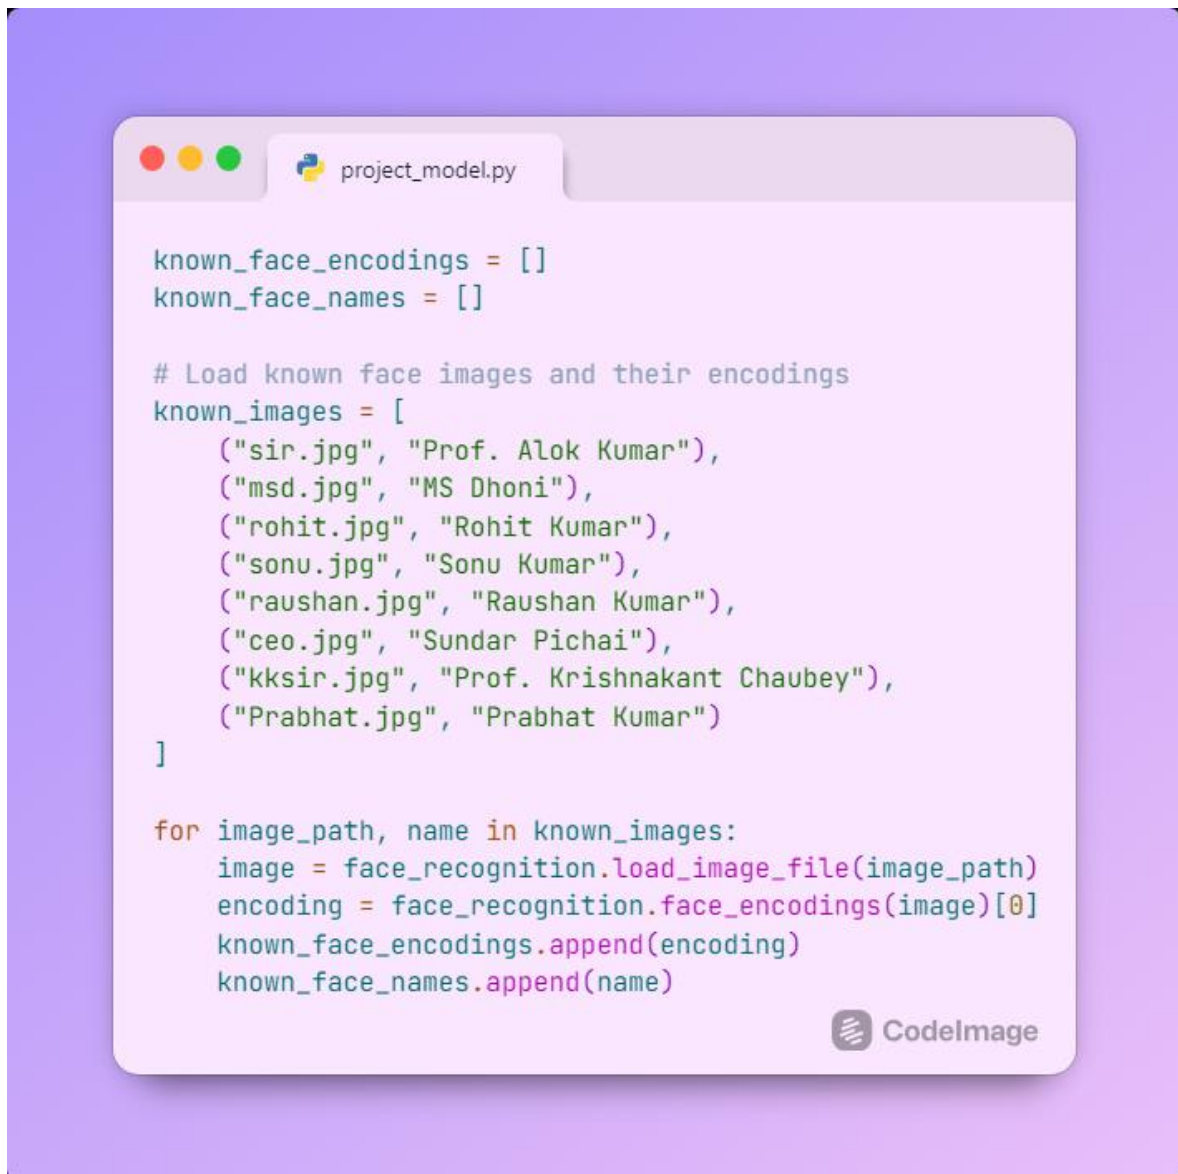 project_model.py
known_face_encodings = []
known_face_names = []
# Load known face images and their encodings
known_images = [
    ("sir.jpg", "Prof. Alok Kumar"),
    ("msd.jpg", "MS Dhoni"),
    ("rohit.jpg", "Rohit Kumar"),
    ("sonu.jpg", "Sonu Kumar"),
    ("raushan.jpg", "Raushan Kumar"),
    ("ceo.jpg", "Sundar Pichai"),
    ("kksir.jpg", "Prof. Krishnakant Chaubey"),
    ("Prabhat.jpg", "Prabhat Kumar")
]
for image_path, name in known_images:
    image = face_recognition.load_image_file(image_path)
    encoding = face_recognition.face_encodings(image)[0]
    known_face_encodings.append(encoding)
    known_face_names.append(name)
CodeImage